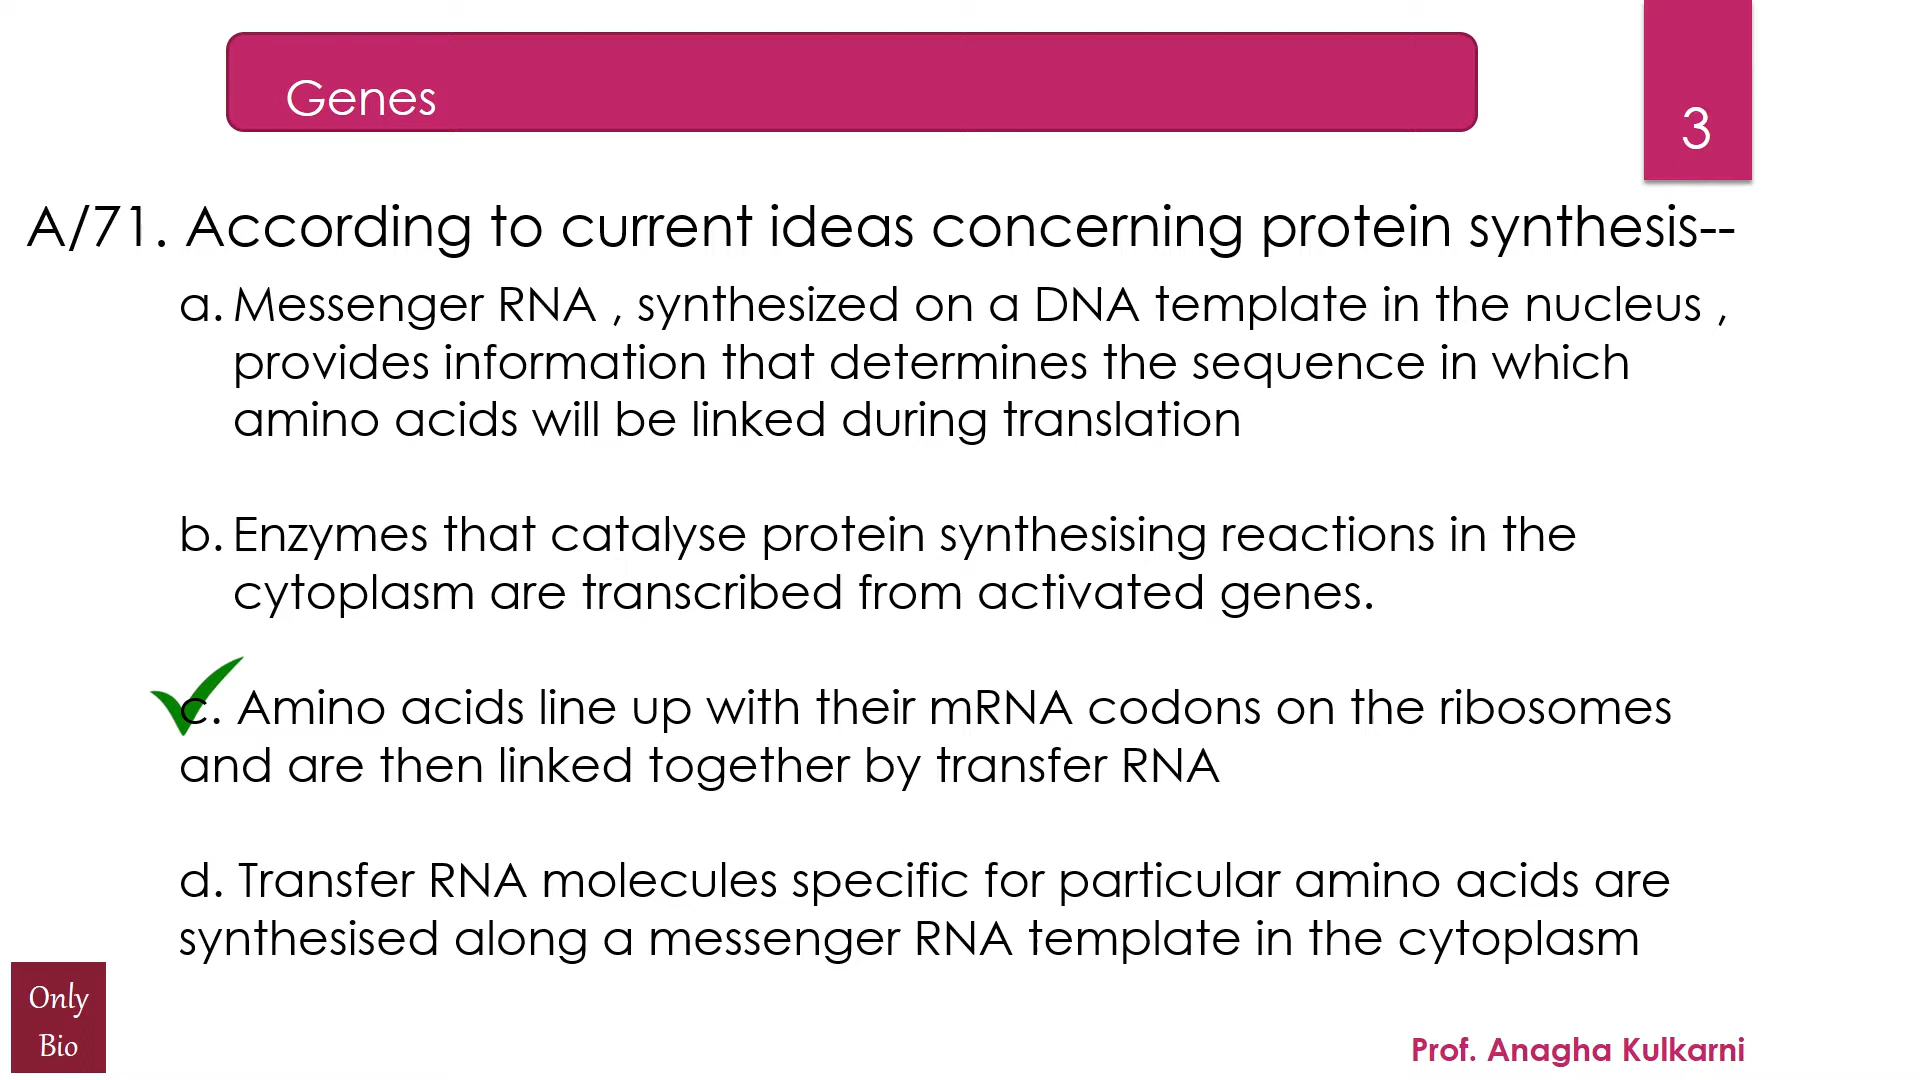 Genes
3
A/71. According to current ideas concerning protein synthesis--
a. Messenger RNA , synthesized on a DNA template in the nucleus ,
provides information that determines the sequence in which
amino acids will be linked during translation
b. Enzymes that catalyse protein synthesising reactions in the
cytoplasm are transcribed from activated genes.
c. Amino acids line up with their mRNA codons on the ribosomes
and are then linked together by transfer RNA
d. Transfer RNA molecules specific for particular amino acids are
synthesised along a messenger RNA template in the cytoplasm
Only
Bio
Prof. Anagha Kulkarni